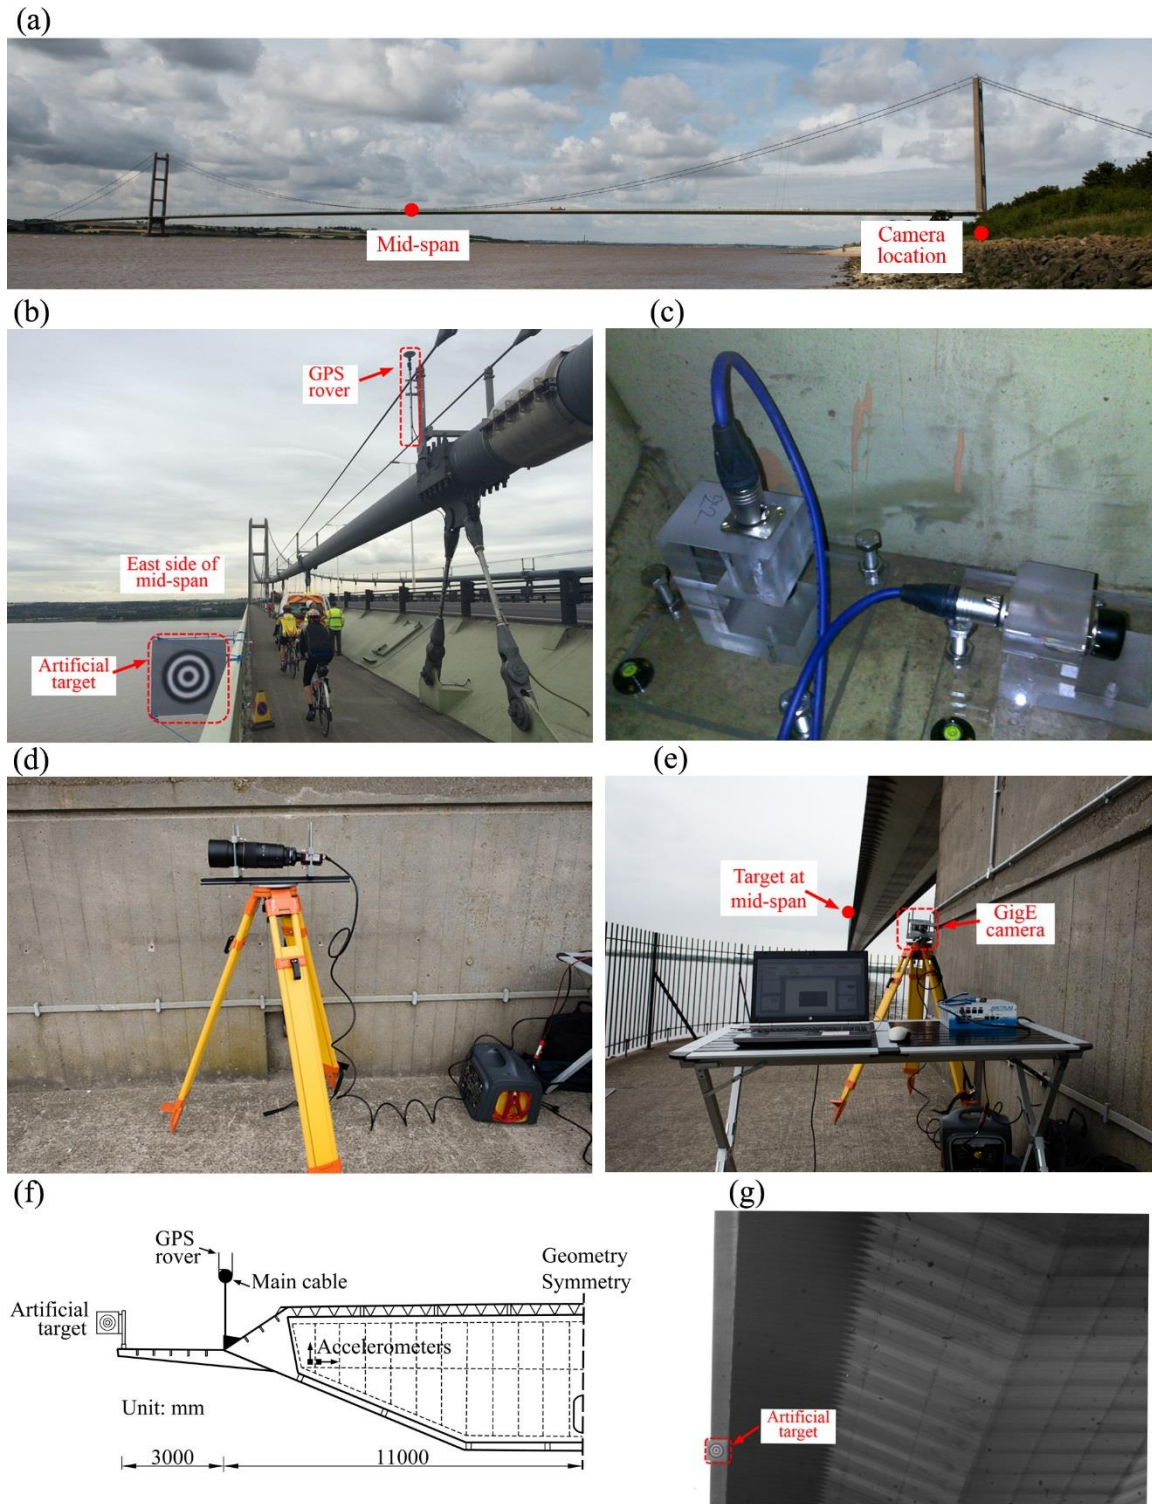 (a)
Mid-span
Camera
location
(b)
GPS
rover
East side of
mid-span
Artificial
target
(c)
(d)
(e)
Target at
mid-span
GigE
camera
(f)
GPS
rover
Main cable
Geometry
Symmetry
Artificial
target
Accelerometers
Unit: mm
3000
11000
(g)
Artificial
target